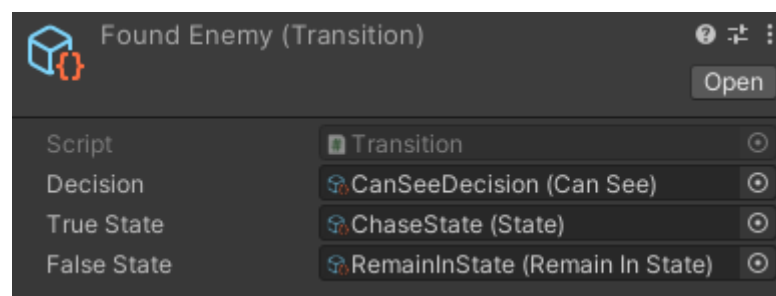 Found Enemy (Transition)
Open
Script Transition
Decision CanSeeDecision (Can See)
True State ChaseState (State)
False State RemainInState (Remain In State)